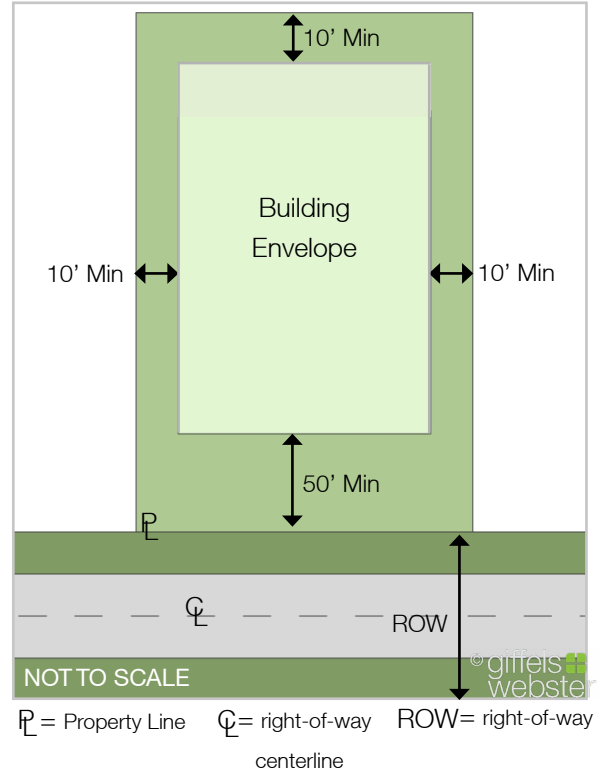 10’ Min
Building
Envelope
10’ Min
10’ Min
50’ Min
PL
CL
ROW
NOT TO SCALE
© giffels
webster
PL = Property Line CL= right-of-way ROW= right-of-way
centerline